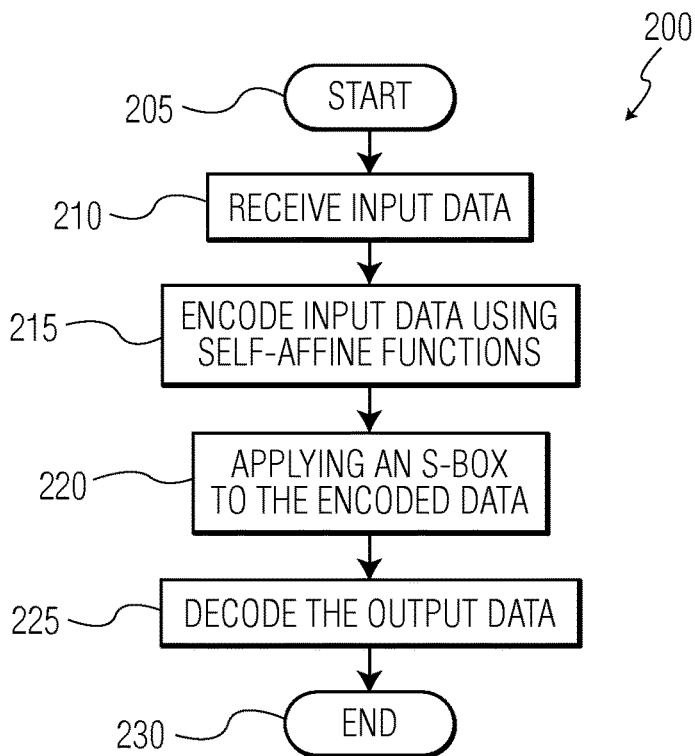 200
205
START
210
RECEIVE INPUT DATA
215
ENCODE INPUT DATA USING
SELF-AFFINE FUNCTIONS
220
APPLYING AN S-BOX
TO THE ENCODED DATA
225
DECODE THE OUTPUT DATA
230
END